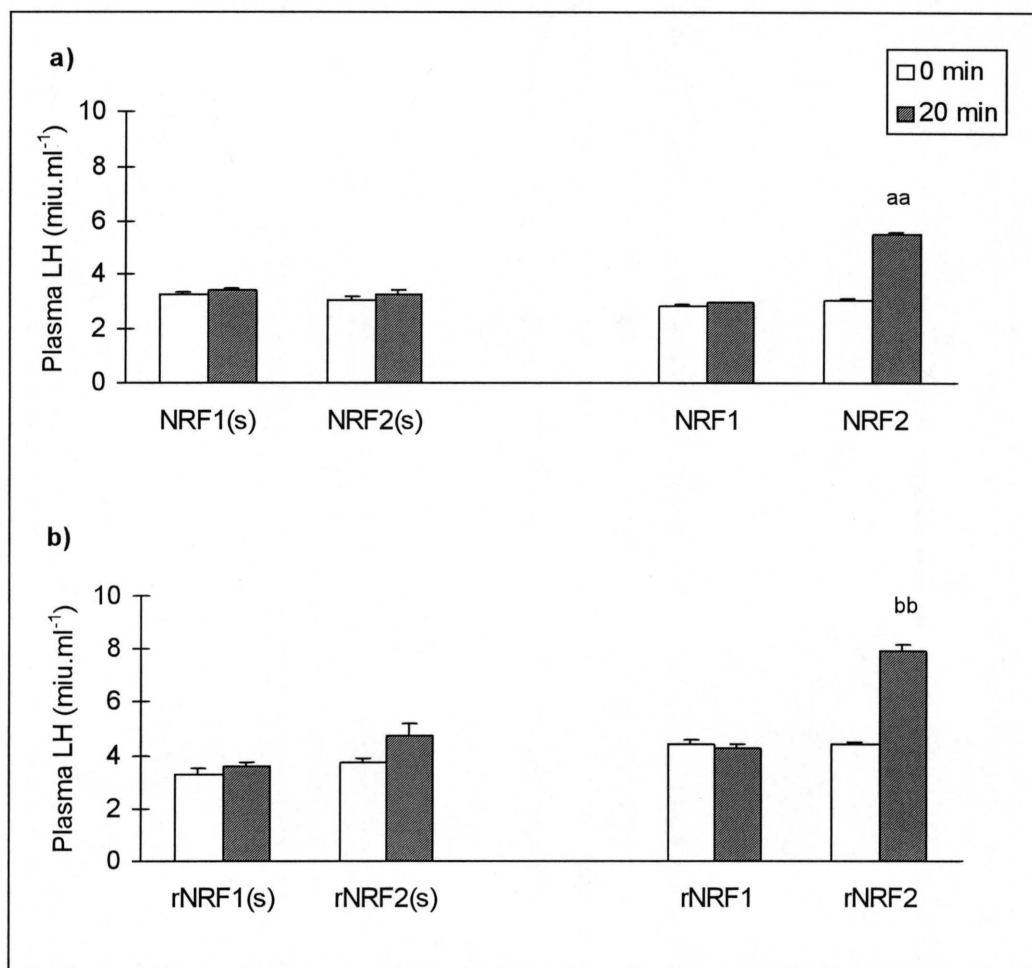 a)
0 min
20 min
Plasma LH (miu.ml-1)
10
8
6
4
2
0
aa
NRF1(s) NRF2(s) NRF1 NRF2
b)
Plasma LH (miu.ml-1)
10
8
6
4
2
0
bb
rNRF1(s) rNRF2(s) rNRF1 rNRF2